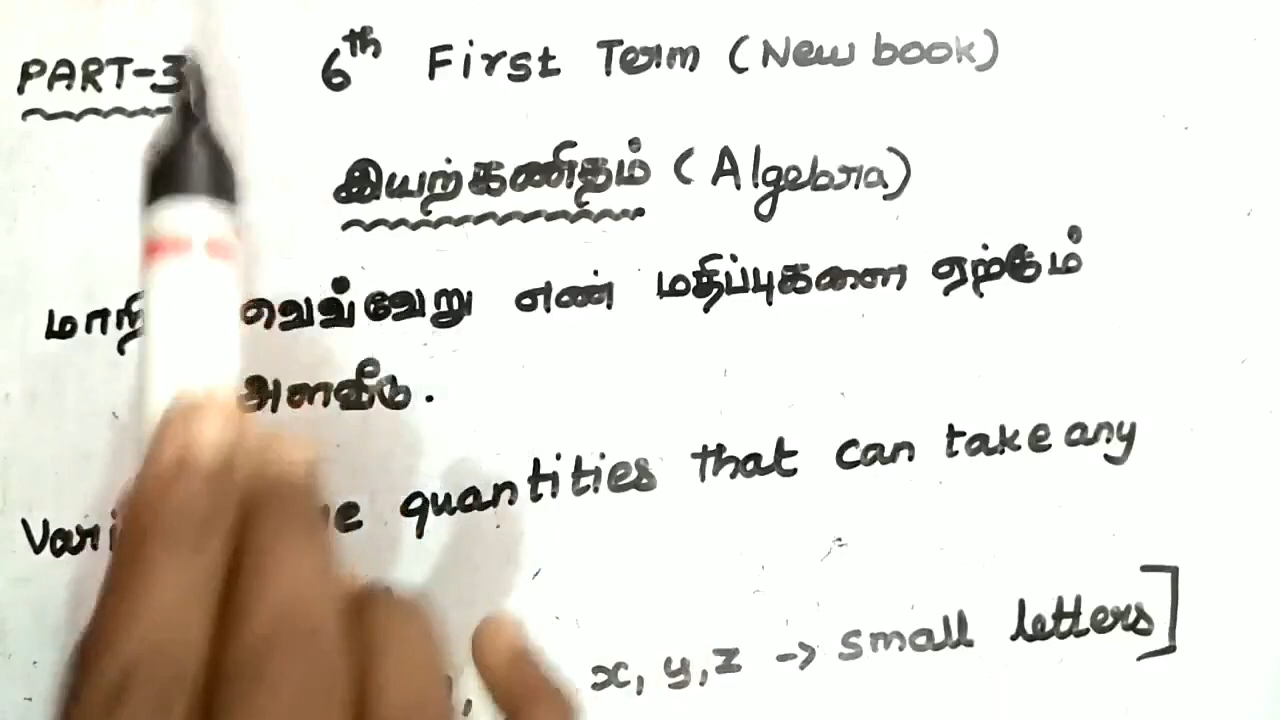 PART-3 6th First Term (New book)
இயற்கணிதம் (Algebra)
வெவ்வேறு எண் மதிப்புகளை ஏற்கும்
அளவீடு.
quantities that can take any
x, y, z -> small letters]